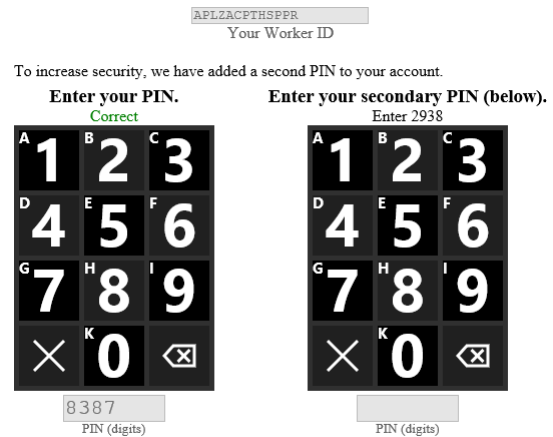 APLZACPTHSPPR
Your Worker ID
To increase security, we have added a second PIN to your account.
Enter your PIN.
Correct
A 1 B 2 C 3
D 4 E 5 F 6
G 7 H 8 I 9
K 0
8387
PIN (digits)
Enter your secondary PIN (below).
Enter 2938
A 1 B 2 C 3
D 4 E 5 F 6
G 7 H 8 I 9
K 0
PIN (digits)